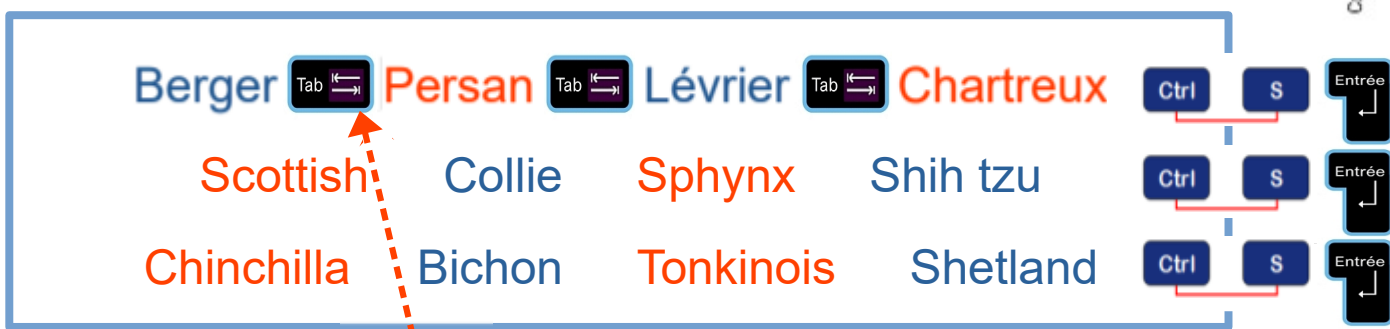 Berger Tab Persan Tab Lévrier Tab Chartreux Ctrl S Entrée
Scottish Collie Sphynx Shih tzu Ctrl S Entrée
Chinchilla Bichon Tonkinois Shetland Ctrl S Entrée